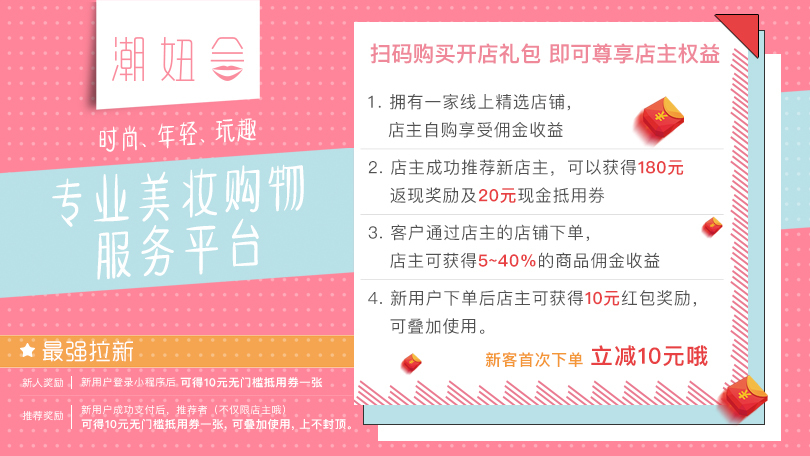 潮妞会
时尚、年轻、玩趣
专业美妆购物
服务平台
最强拉新
新人奖励 新用户登录小程序后，可得10元无门槛抵用券一张
推荐奖励 新用户成功支付后，推荐者（不仅限店主哦）
可得10元无门槛抵用券一张，可叠加使用，上不封顶。
扫码购买开店礼包 即可尊享店主权益
1. 拥有一家线上精选店铺，
店主自购享受佣金收益
2. 店主成功推荐新店主，可以获得180元
返现奖励及20元现金抵用券
3. 客户通过店主的店铺下单，
店主可获得5~40%的商品佣金收益
4. 新用户下单后店主可获得10元红包奖励，
可叠加使用。
新客首次下单 立减10元哦